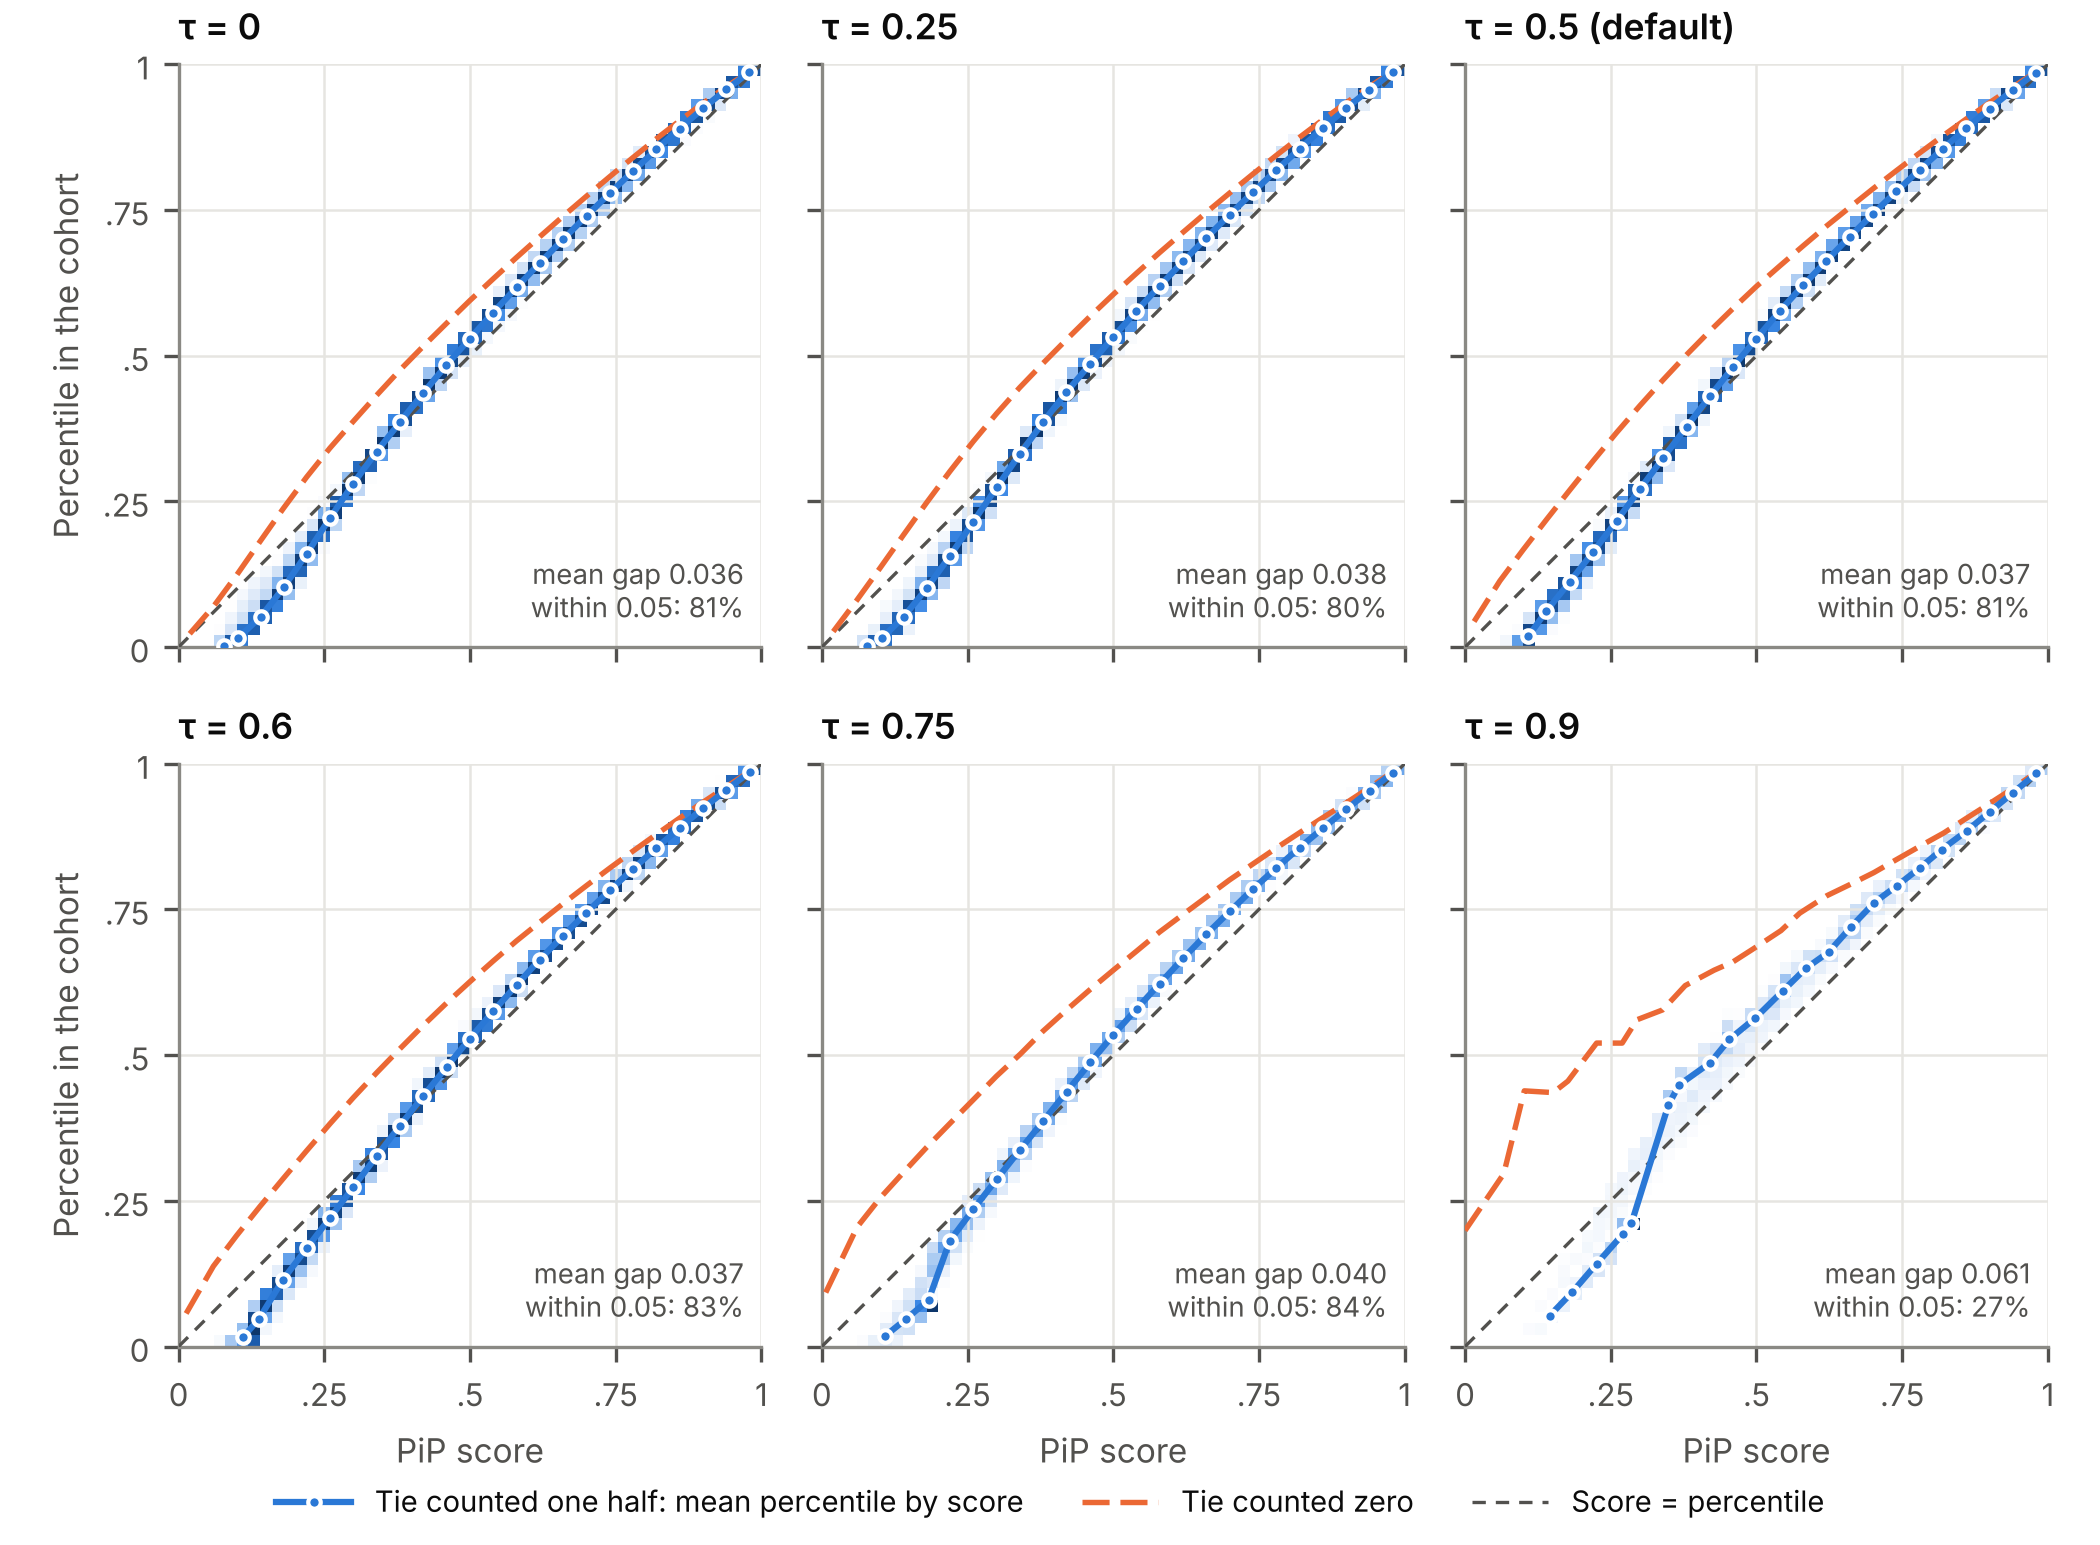 τ = 0
τ = 0.25
τ = 0.5 (default)
1
.75
.5
.25
0
Percentile in the cohort
mean gap 0.036
within 0.05: 81%
mean gap 0.038
within 0.05: 80%
mean gap 0.037
within 0.05: 81%
τ = 0.6
τ = 0.75
τ = 0.9
1
.75
.5
.25
0
Percentile in the cohort
mean gap 0.037
within 0.05: 83%
mean gap 0.040
within 0.05: 84%
mean gap 0.061
within 0.05: 27%
0 .25 .5 .75 1
0 .25 .5 .75 1
0 .25 .5 .75 1
PiP score
PiP score
PiP score
Tie counted one half: mean percentile by score
Tie counted zero
Score = percentile